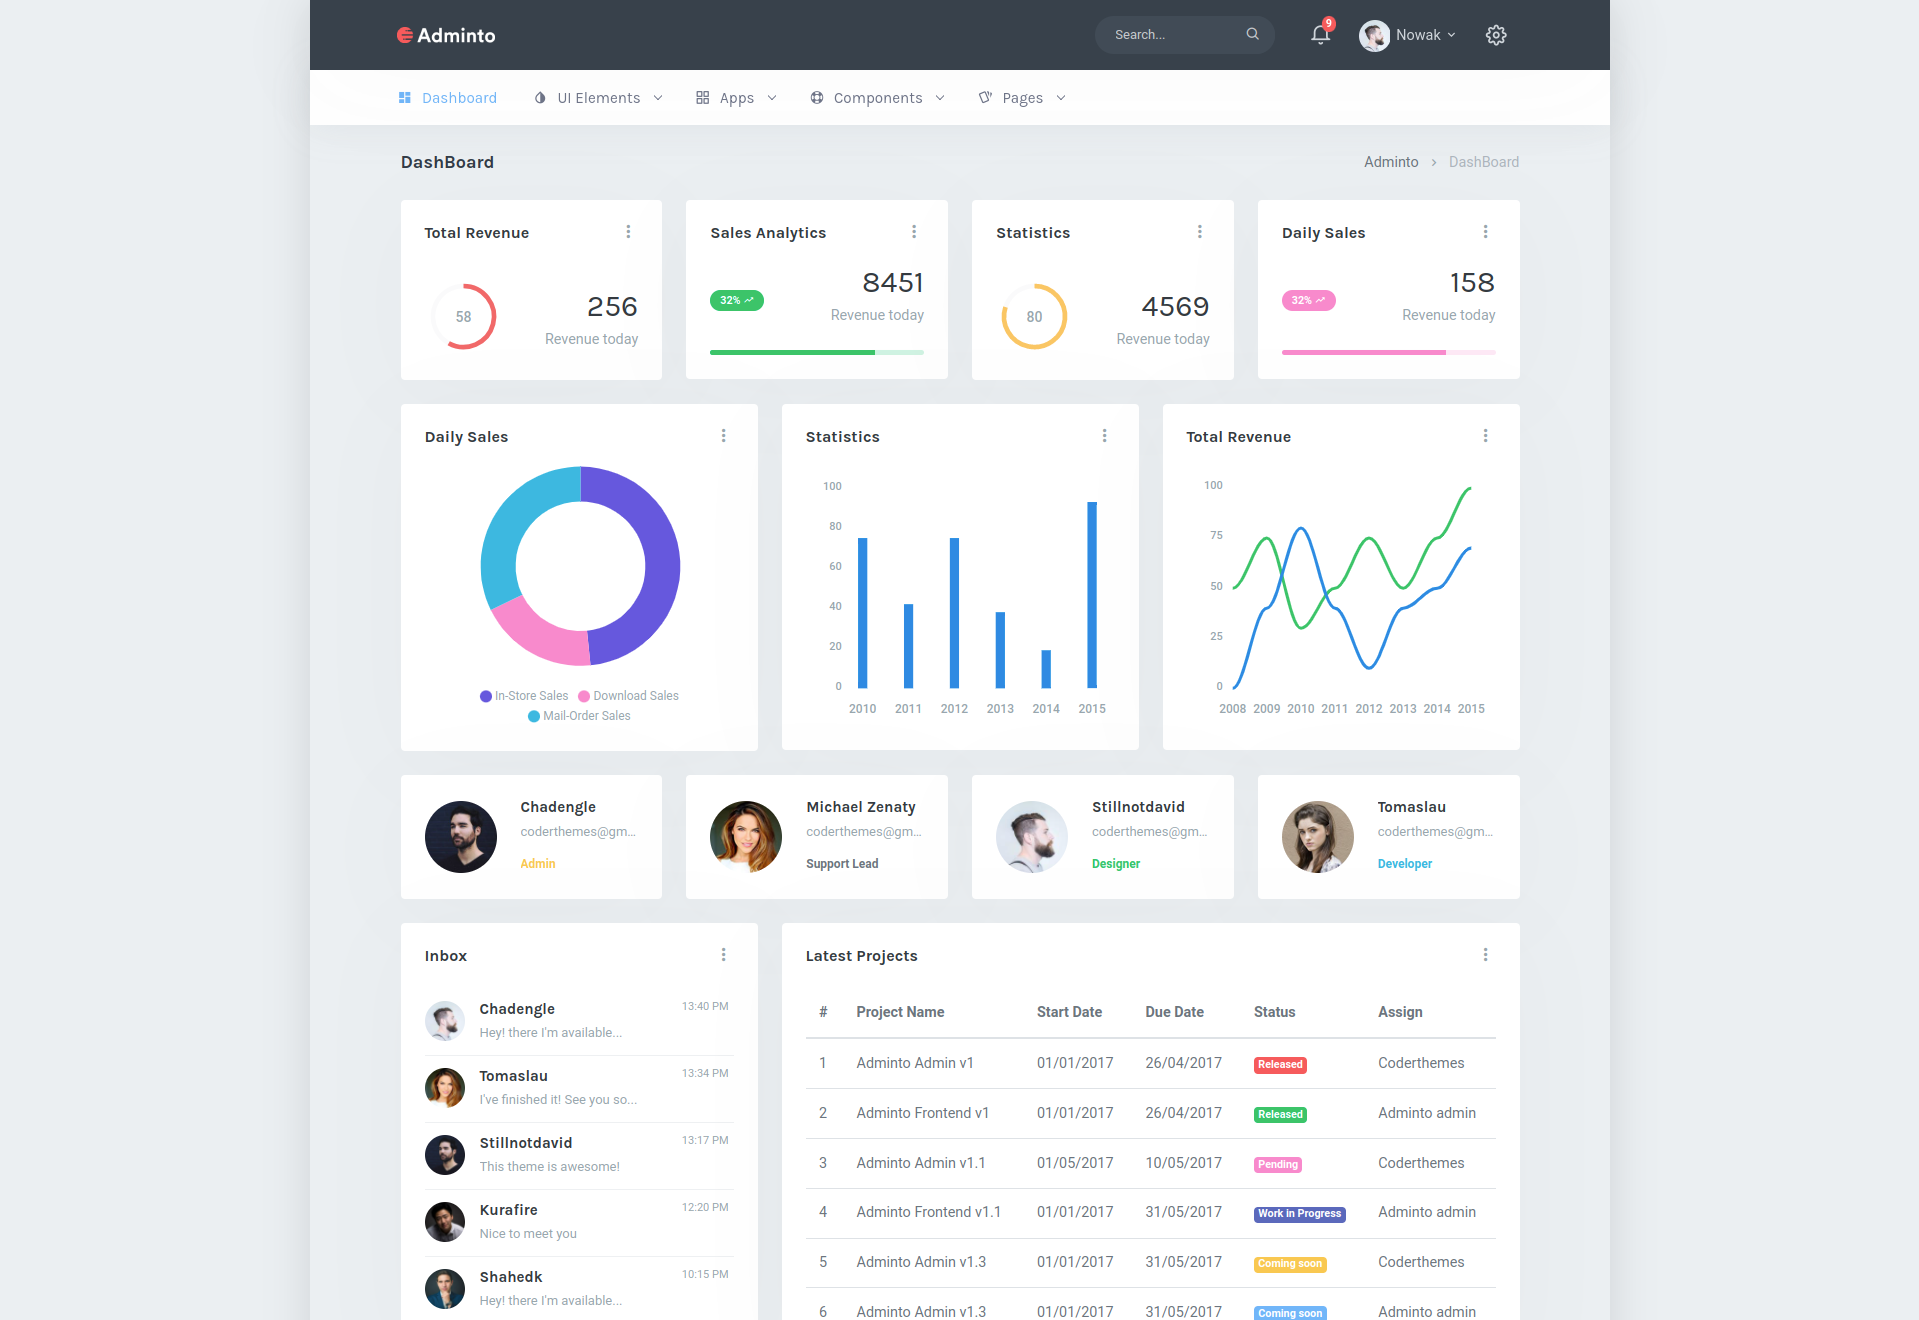 Adminto
Search...
9
Nowak
Dashboard
UI Elements
Apps
Components
Pages
DashBoard
Adminto
DashBoard
Total Revenue
58
256
Revenue today
Sales Analytics
32%
8451
Revenue today
Statistics
80
4569
Revenue today
Daily Sales
32%
158
Revenue today
Daily Sales
In-Store Sales
Download Sales
Mail-Order Sales
Statistics
100
80
60
40
20
0
2010 2011 2012 2013 2014 2015
Total Revenue
100
75
50
25
0
2008 2009 2010 2011 2012 2013 2014 2015
Chadengle
coderthemes@gm...
Admin
Michael Zenaty
coderthemes@gm...
Support Lead
Stillnotdavid
coderthemes@gm...
Designer
Tomaslau
coderthemes@gm...
Developer
Inbox
Chadengle
13:40 PM
Hey! there I'm available...
Tomaslau
13:34 PM
I've finished it! See you so...
Stillnotdavid
13:17 PM
This theme is awesome!
Kurafire
12:20 PM
Nice to meet you
Shahedk
10:15 PM
Hey! there I'm available...
Latest Projects
# Project Name Start Date Due Date Status Assign
1 Adminto Admin v1 01/01/2017 26/04/2017 Released Coderthemes
2 Adminto Frontend v1 01/01/2017 26/04/2017 Released Adminto admin
3 Adminto Admin v1.1 01/05/2017 10/05/2017 Pending Coderthemes
4 Adminto Frontend v1.1 01/01/2017 31/05/2017 Work in Progress Adminto admin
5 Adminto Admin v1.3 01/01/2017 31/05/2017 Coming soon Coderthemes
6 Adminto Admin v1.3 01/01/2017 31/05/2017 Coming soon Adminto admin